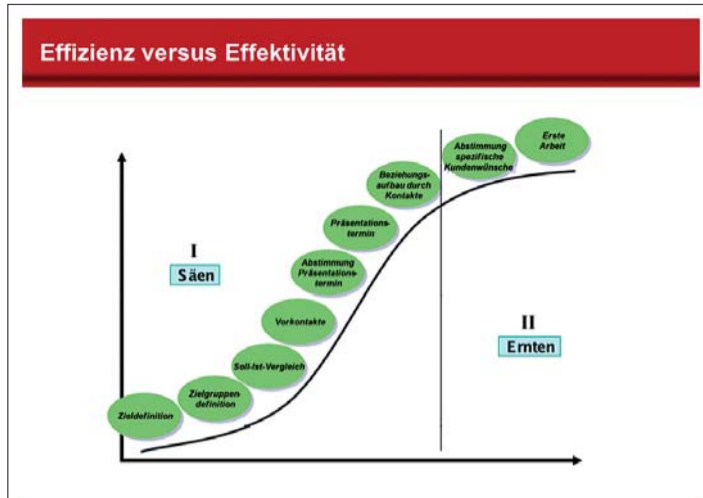 Effizienz versus Effektivität
I
Säen
Zieldefinition
Zielgruppen
definition
Soll-Ist-Vergleich
Vorkontakte
Abstimmung
Präsentations-
termin
Präsentations-
termin
Beziehungs-
aufbau durch
Kontakte
Abstimmung
spezifische
Kundenwünsche
Erste
Arbeit
II
Ernten